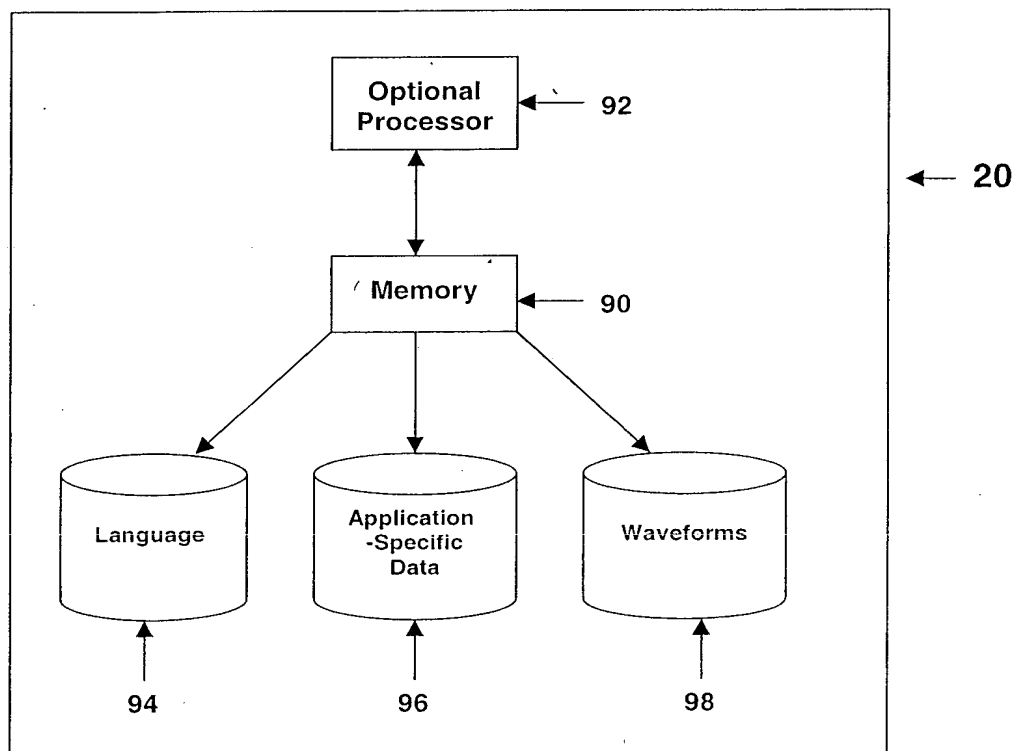 Optional
Processor
92
20
Memory
90
Language
Application
-Specific
Data
Waveforms
94
96
98